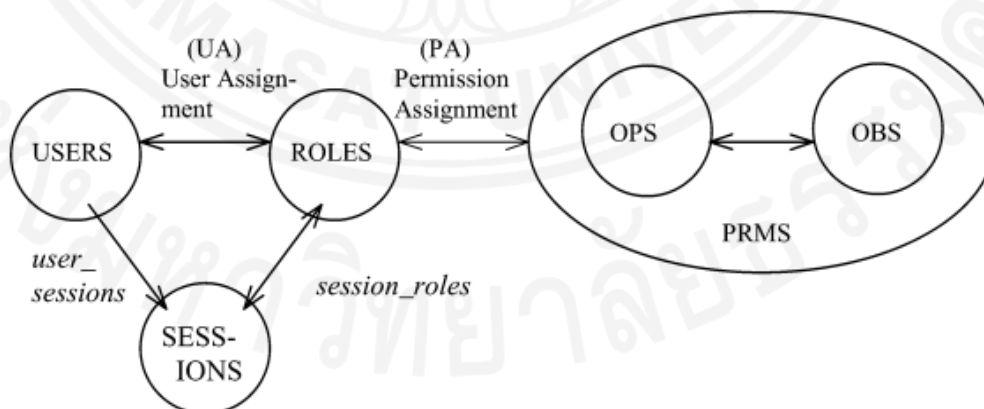 (UA)
User Assign-
ment
(PA)
Permission
Assignment
USERS
ROLES
OPS
OBS
PRMS
user_
sessions
session_roles
SESS-
IONS